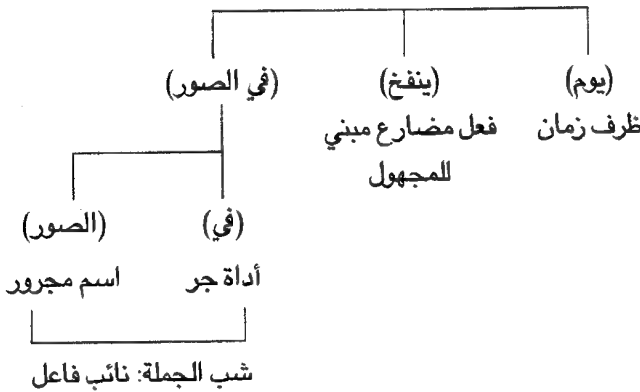 (يوم) (ينفخ) (في الصور)
ظرف زمان فعل مضارع مبني
للمجهول
(في) (الصور)
أداة جر اسم مجرور
شب الجملة: نائب فاعل